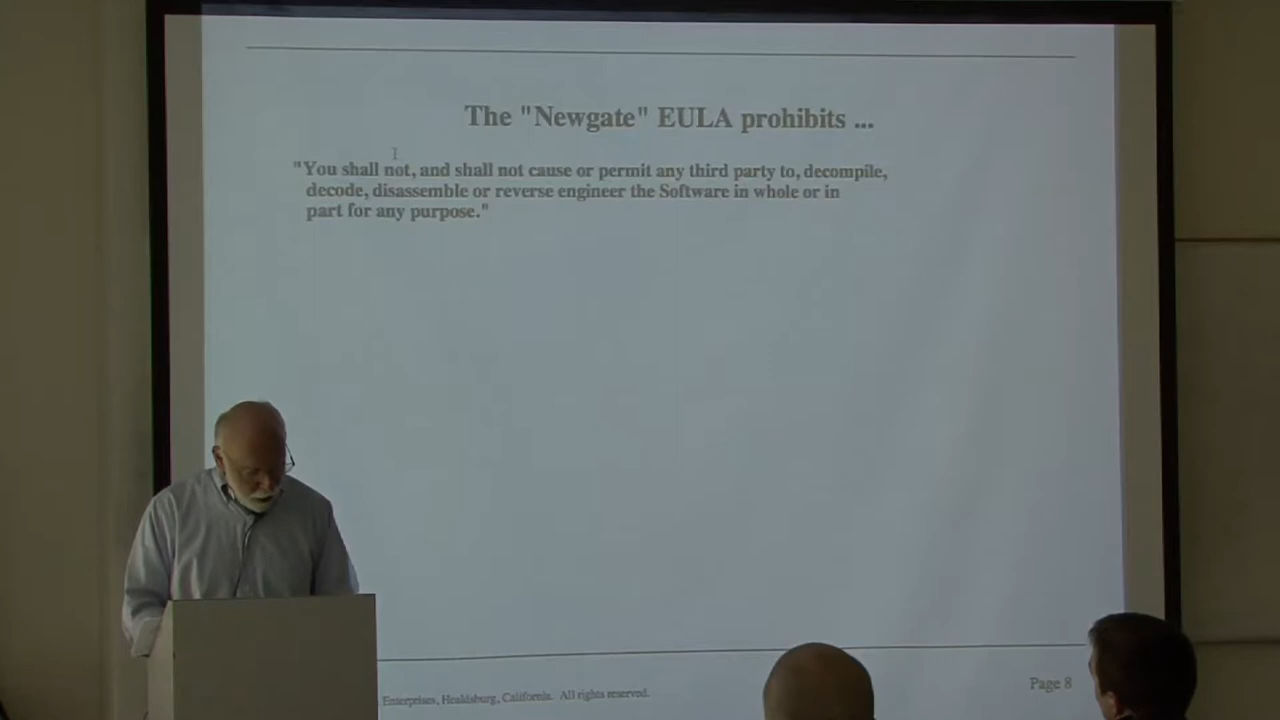 The "Newgate" EULA prohibits ...
"You shall not, and shall not cause or permit any third party to, decompile,
decode, disassemble or reverse engineer the Software in whole or in
part for any purpose."
Enterprises, Healdsburg, California. All rights reserved.
Page 8